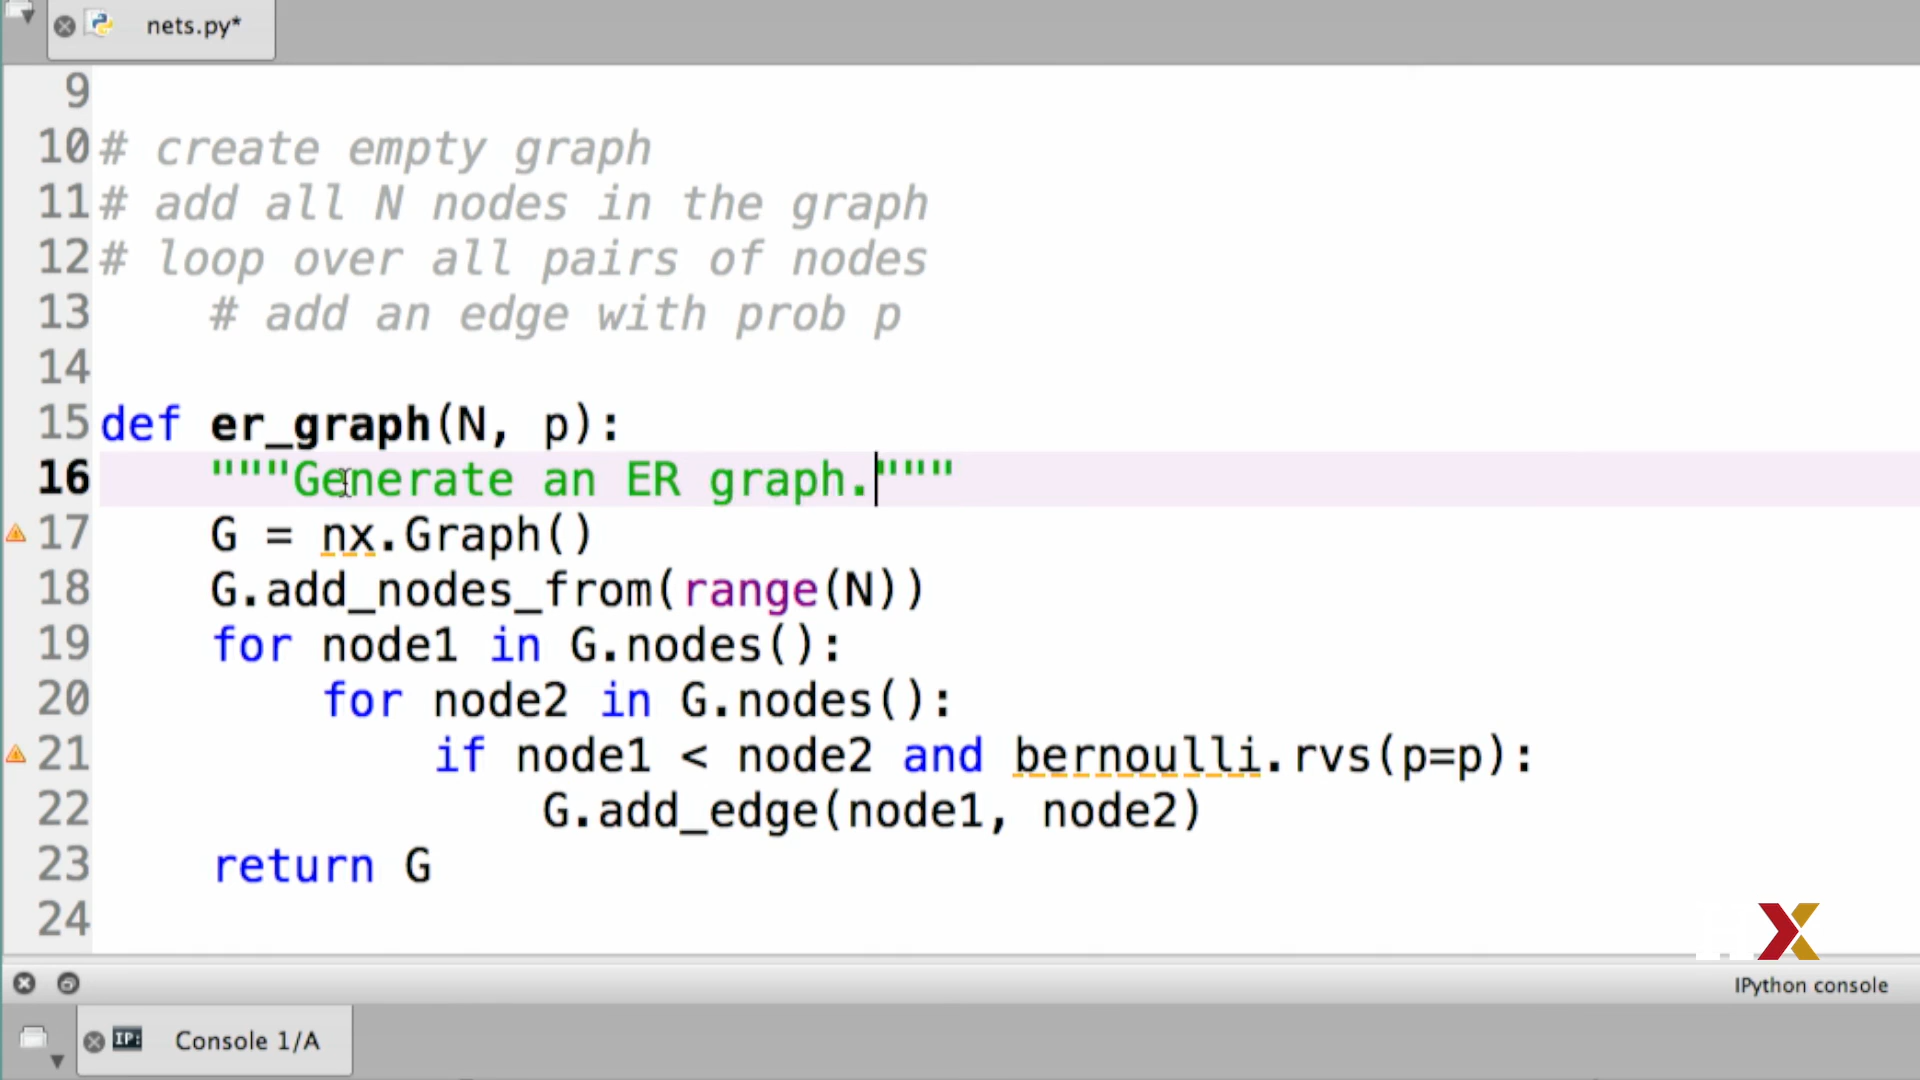 nets.py*
9
10 # create empty graph
11 # add all N nodes in the graph
12 # loop over all pairs of nodes
13     # add an edge with prob p
14
15 def er_graph(N, p):
16     """Generate an ER graph."""
17     G = nx.Graph()
18     G.add_nodes_from(range(N))
19     for node1 in G.nodes():
20         for node2 in G.nodes():
21             if node1 < node2 and bernoulli.rvs(p=p):
22                 G.add_edge(node1, node2)
23     return G
24
X
IPython console
IP: Console 1/A